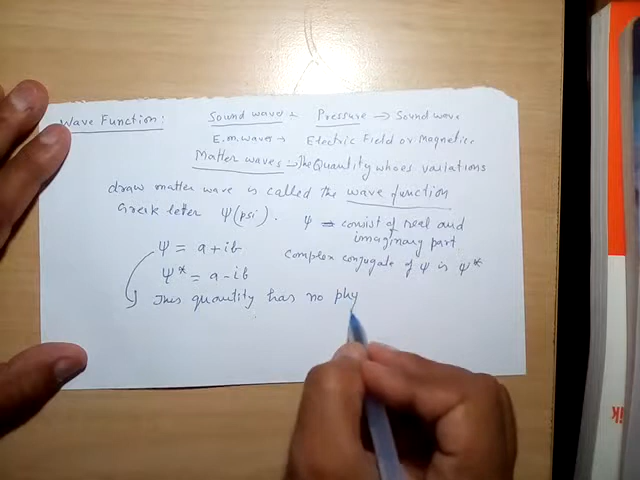 Wave Function: Sound wave:- Pressure → Sound wave
E.m. waves → Electric Field or Magnetic
Matter waves → The Quantity whoes variations
draw matter wave is called the wave function
Greek letter ψ (psi). ψ ⇒ consist of real and
imaginary part
ψ = a + ib complex conjugate of ψ is ψ*
ψ* = a - ib
This quantity has no phy